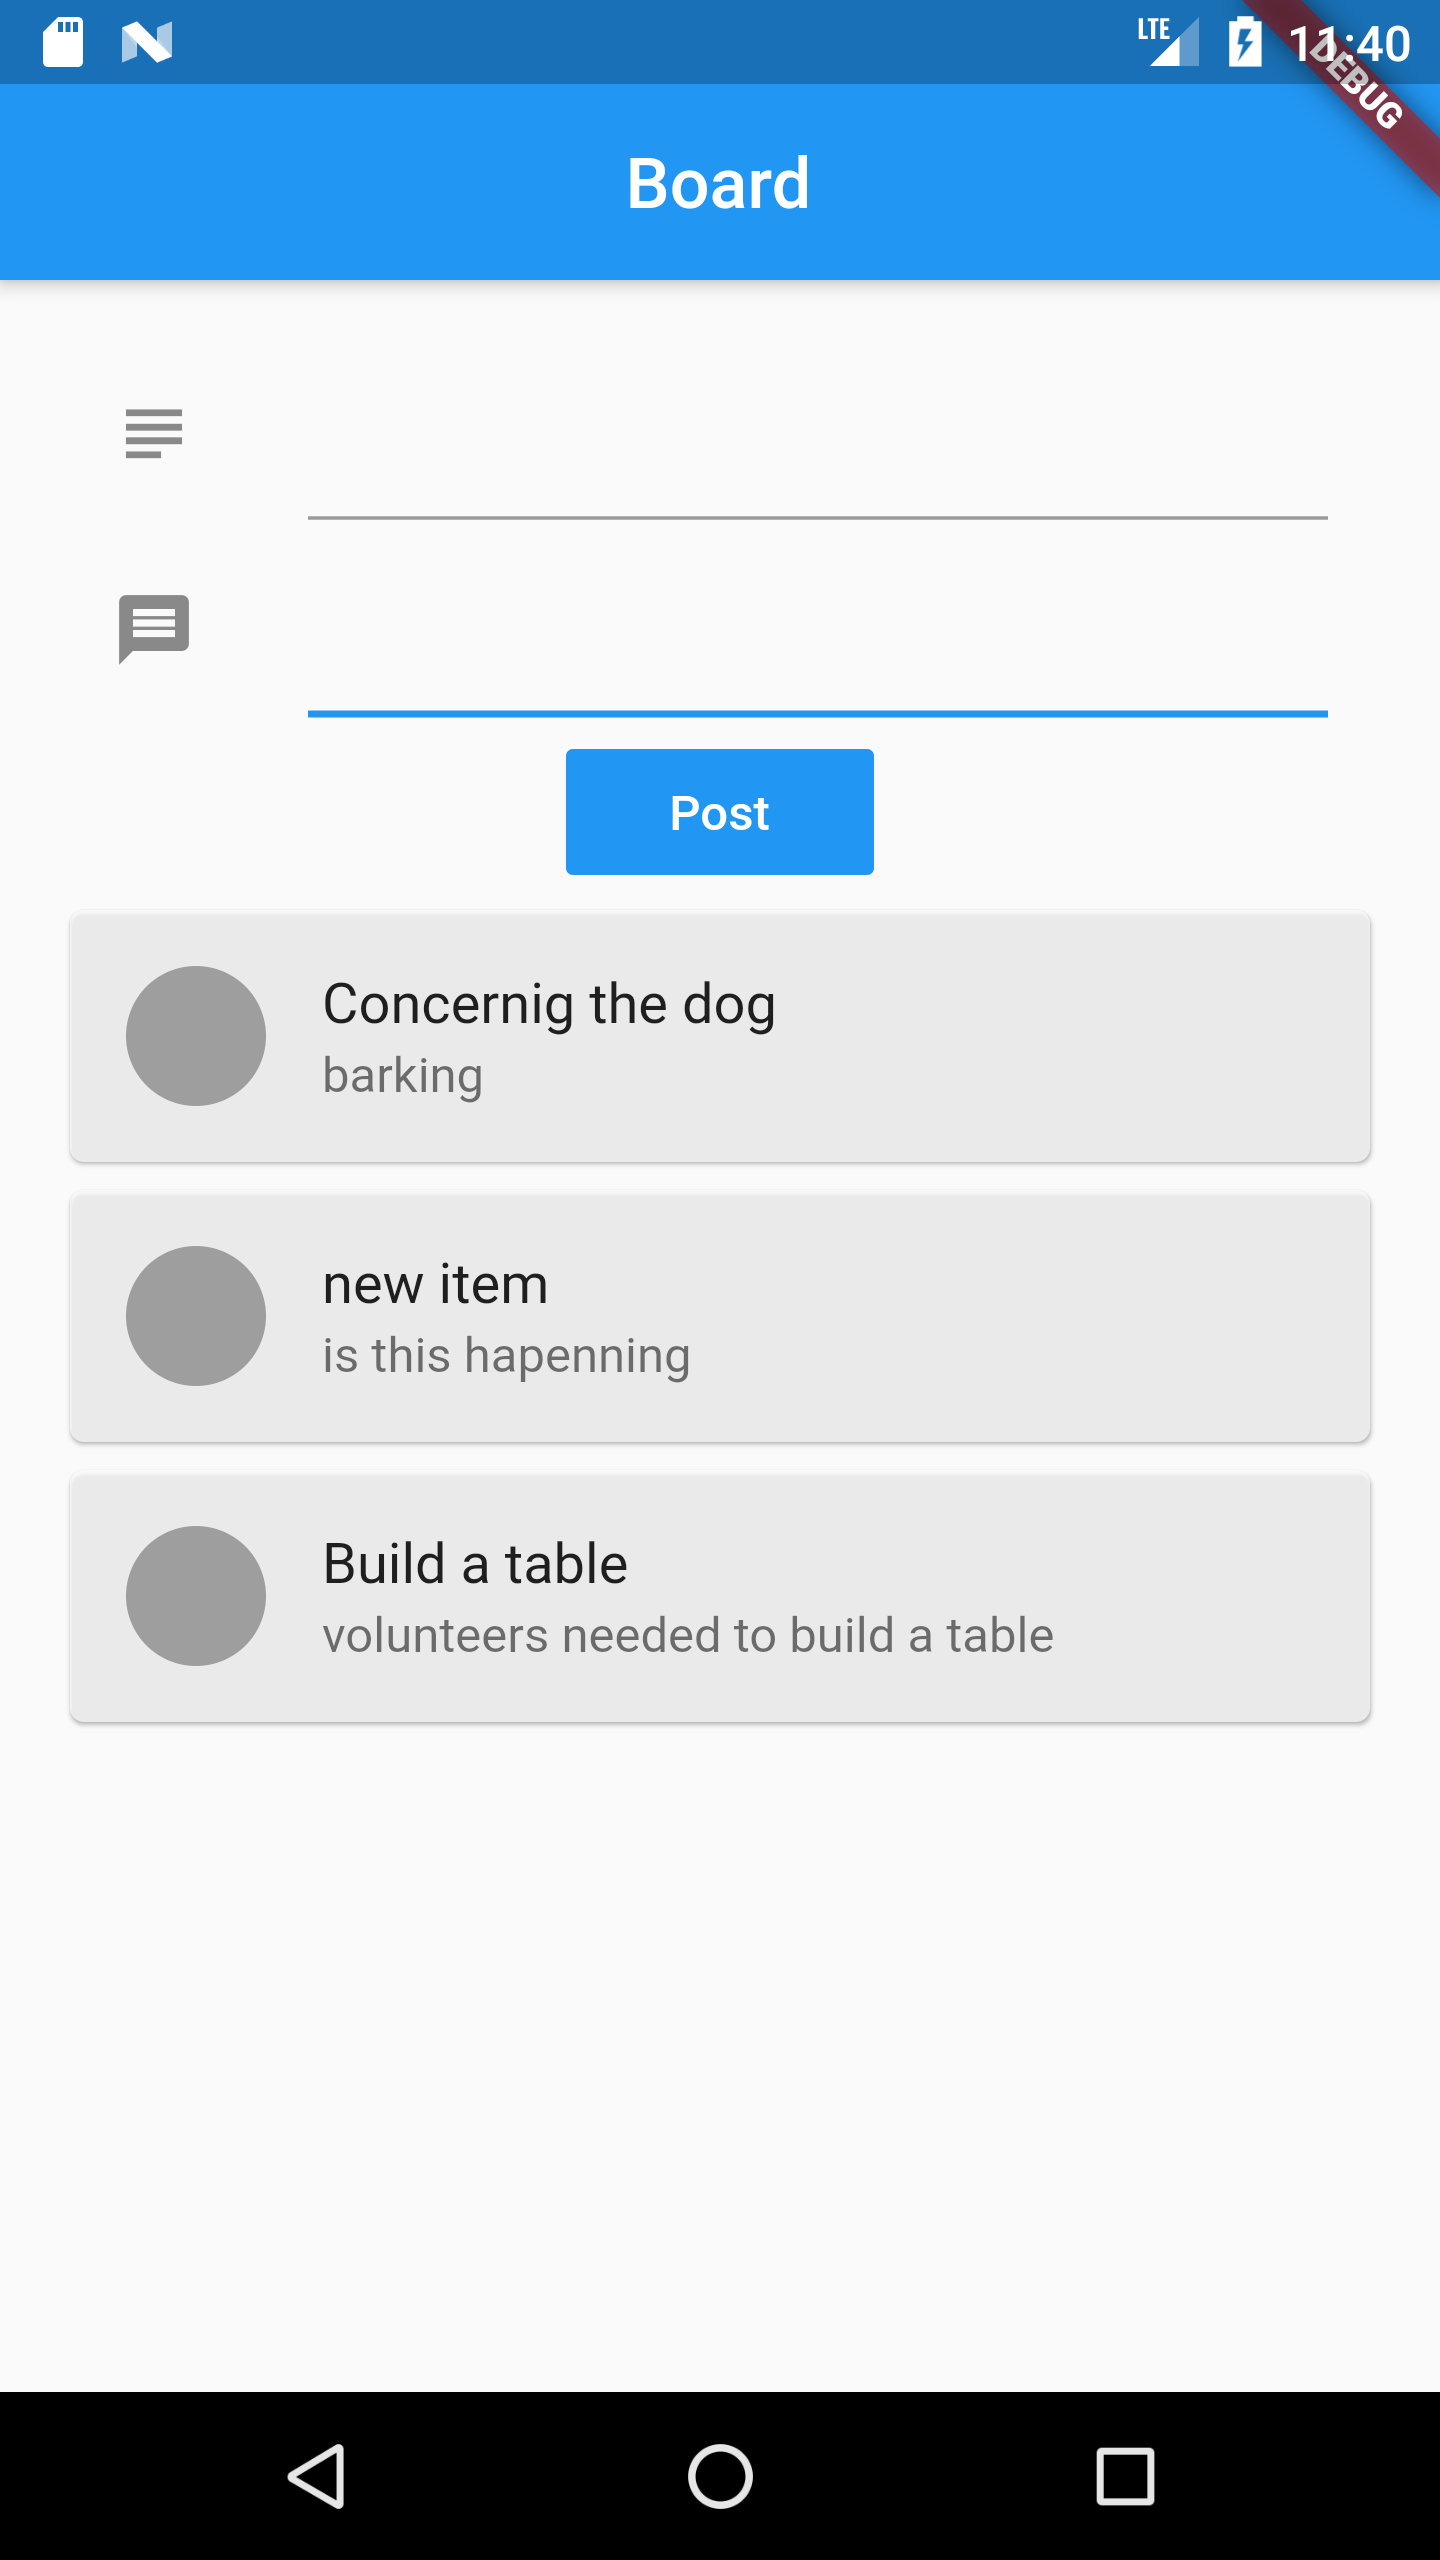 LTE 11:40
DEBUG
Board
Post
Concernig the dog
barking
new item
is this hapenning
Build a table
volunteers needed to build a table